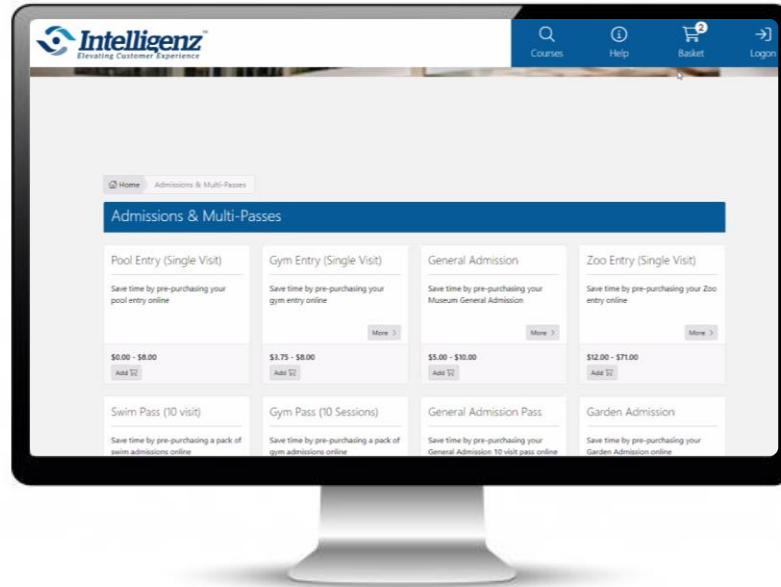 Intelligenz™
Elevating Customer Experience
Courses
Help
2
Basket
Logon
Home
Admissions & Multi-Passes
Admissions & Multi-Passes
Pool Entry (Single Visit)
Save time by pre-purchasing your
pool entry online
$0.00 - $8.00
Add
Gym Entry (Single Visit)
Save time by pre-purchasing your
gym entry online
More >
$3.75 - $8.00
Add
General Admission
Save time by pre-purchasing your
Museum General Admission
More >
$5.00 - $10.00
Add
Zoo Entry (Single Visit)
Save time by pre-purchasing your Zoo
entry online
More >
$12.00 - $71.00
Add
Swim Pass (10 visit)
Save time by pre-purchasing a pack of
swim admissions online
Gym Pass (10 Sessions)
Save time by pre-purchasing a pack of
gym admissions online
General Admission Pass
Save time by pre-purchasing your
General Admission 10 visit pass online
Garden Admission
Save time by pre-purchasing your
Garden Admission online